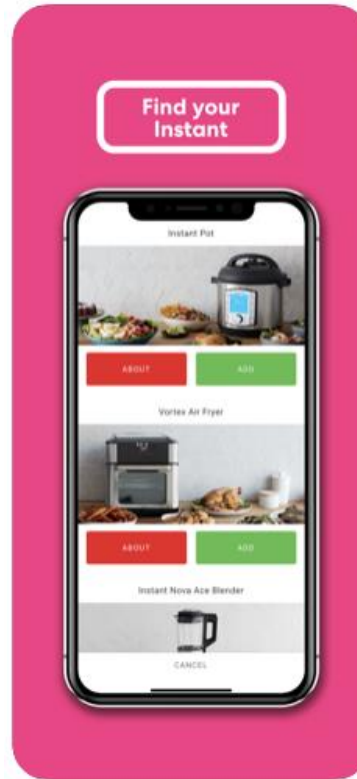 Find your
Instant
Instant Pot
ABOUT
ADD
Vortex Air Fryer
ABOUT
ADD
Instant Nova Ace Blender
CANCEL